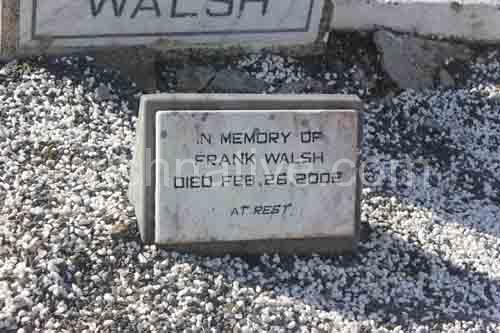 WALSH
IN MEMORY OF
FRANK WALSH
DIED FEB. 26 2002
AT REST.